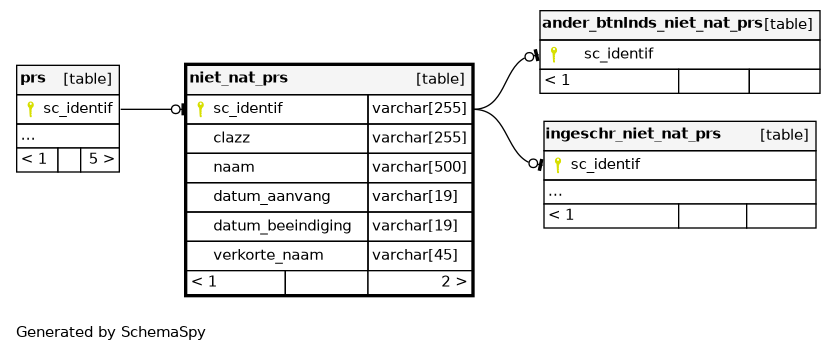 prs [table]
sc_identif
...
< 1 5 >
niet_nat_prs [table]
sc_identif varchar[255]
clazz varchar[255]
naam varchar[500]
datum_aanvang varchar[19]
datum_beeindiging varchar[19]
verkorte_naam varchar[45]
< 1 2 >
ander_btnlnds_niet_nat_prs [table]
sc_identif
< 1
ingeschr_niet_nat_prs [table]
sc_identif
...
< 1
Generated by SchemaSpy